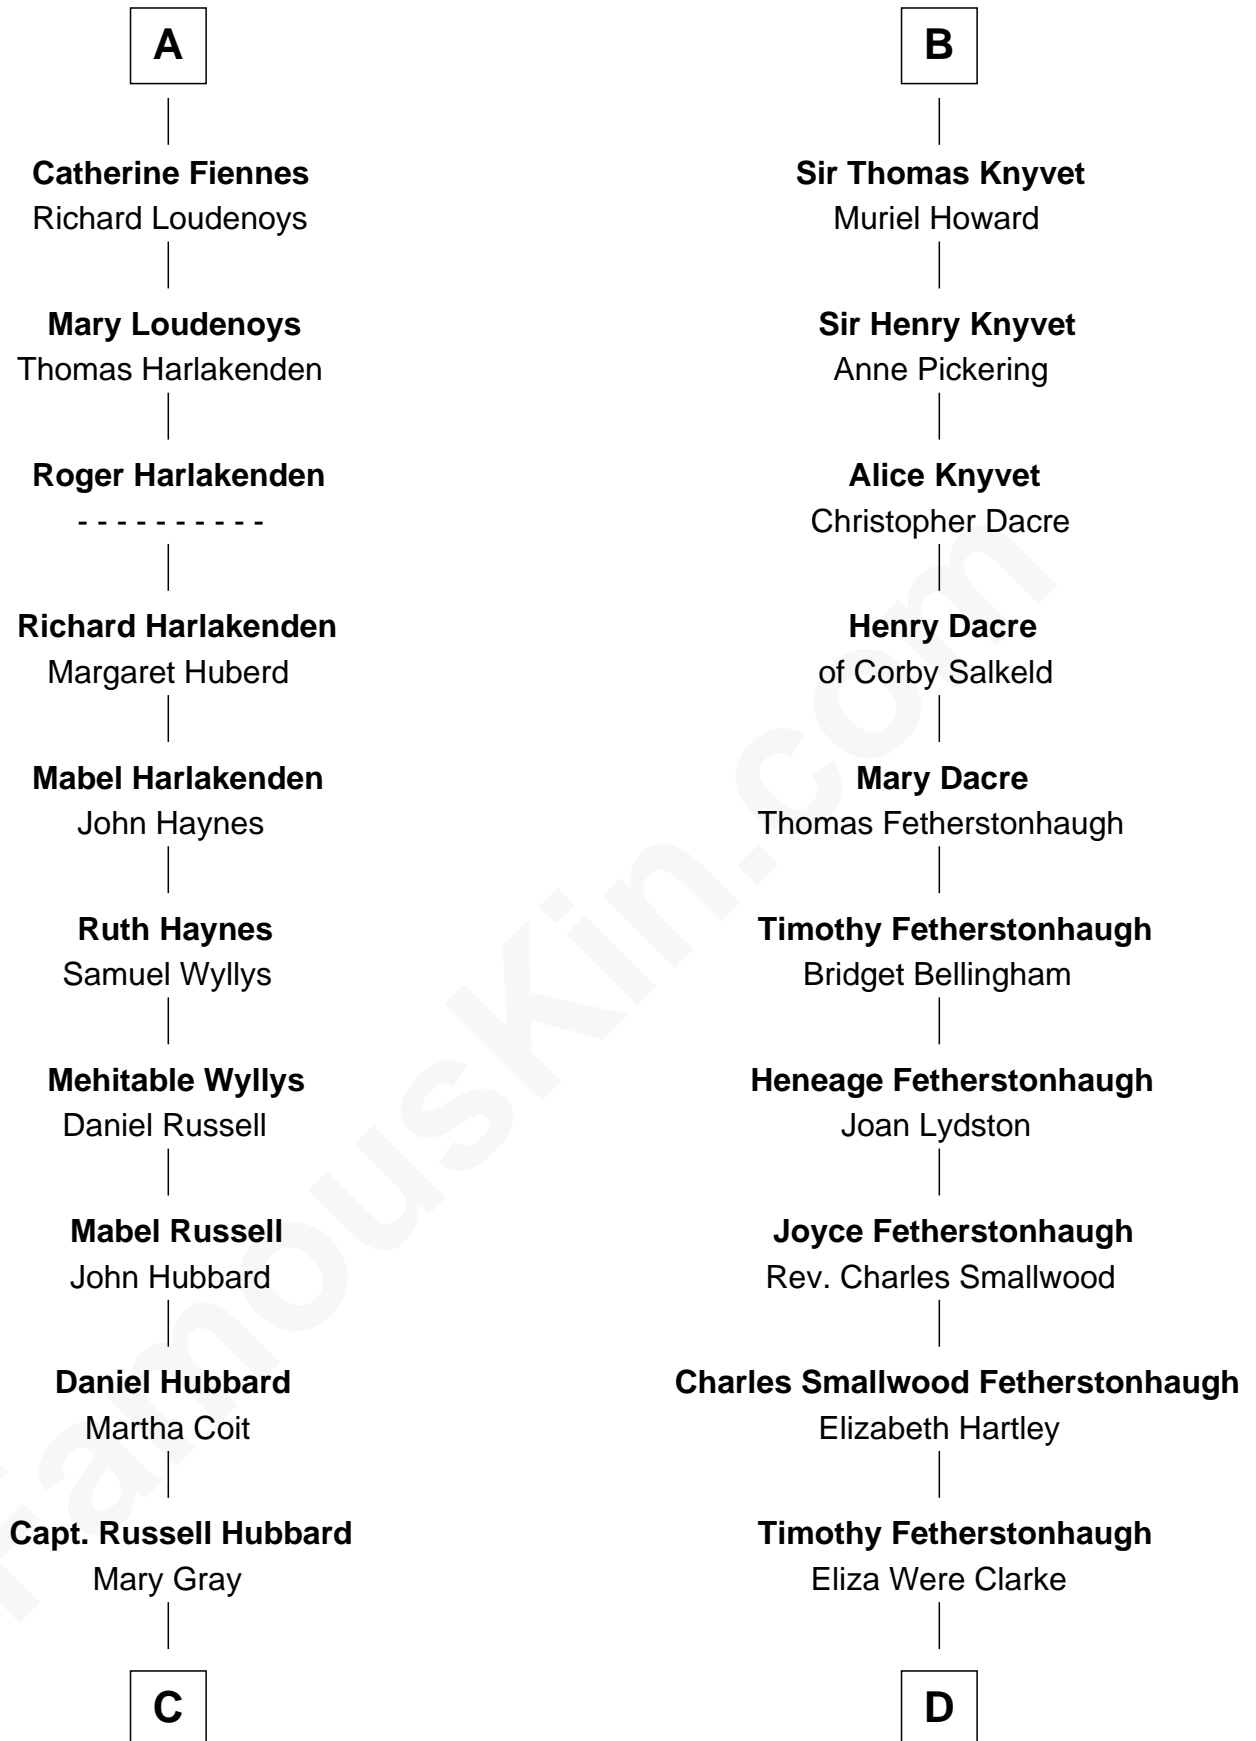 A
Catherine Fiennes
Richard Loudenoys
Mary Loudenoys
Thomas Harlakenden
Roger Harlakenden
- - - - - - - - - -
Richard Harlakenden
Margaret Huberd
Mabel Harlakenden
John Haynes
Ruth Haynes
Samuel Wyllys
Mehitable Wyllys
Daniel Russell
Mabel Russell
John Hubbard
Daniel Hubbard
Martha Coit
Capt. Russell Hubbard
Mary Gray
C
B
Sir Thomas Knyvet
Muriel Howard
Sir Henry Knyvet
Anne Pickering
Alice Knyvet
Christopher Dacre
Henry Dacre
of Corby Salkeld
Mary Dacre
Thomas Fetherstonhaugh
Timothy Fetherstonhaugh
Bridget Bellingham
Heneage Fetherstonhaugh
Joan Lydston
Joyce Fetherstonhaugh
Rev. Charles Smallwood
Charles Smallwood Fetherstonhaugh
Elizabeth Hartley
Timothy Fetherstonhaugh
Eliza Were Clarke
D
FamousKin.com